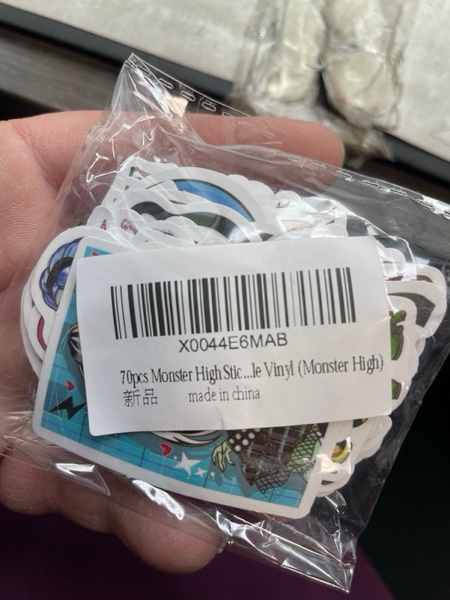 X0044E6MAB
70pcs Monster High Stic...le Vinyl (Monster High)
新品 made in china